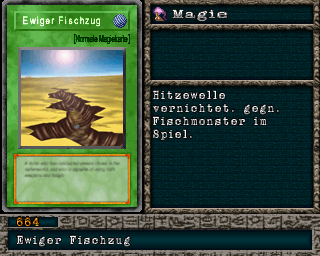 Ewiger Fischzug
[Normale Magiekarte]
Magie
Hitzewelle
vernichtet. gegn.
Fischmonster im
Spiel.
664
Ewiger Fischzug